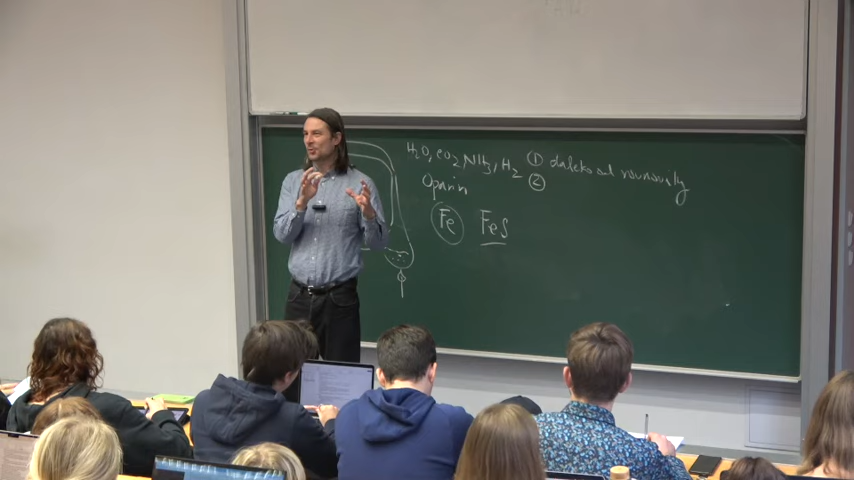 H₂O, CO₂, NH₃, H₂ ① daleko od rovnováhy
Oparin ②
Fe FeS